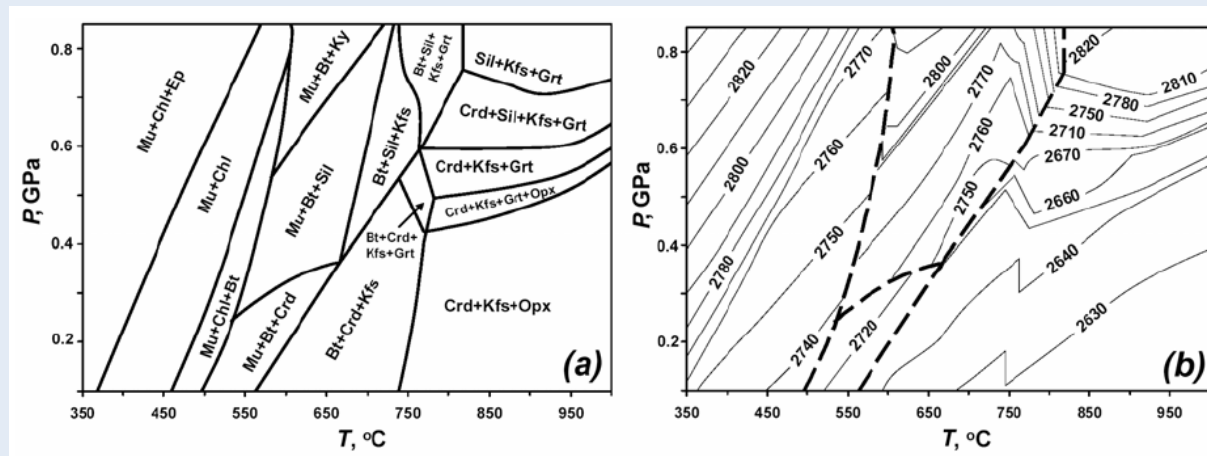 0.8
0.6
0.4
0.2
P, GPa
350
450
550
650
750
850
950
T, °C
Mu+Chl+Ep
Mu+Chl
Mu+Chl+Bt
Mu+Bt+Ky
Mu+Bt+Sil
Mu+Bt+Crd
Bt+Sil+Kfs
Bt+Sil+
Kfs+Grt
Sil+Kfs+Grt
Crd+Sil+Kfs+Grt
Crd+Kfs+Grt
Crd+Kfs+Grt+Opx
Bt+Crd+
Kfs+Grt
Bt+Crd+Kfs
Crd+Kfs+Opx
(a)
0.8
0.6
0.4
0.2
P, GPa
350
450
550
650
750
850
950
T, °C
2820
2800
2780
2770
2760
2750
2740
2800
2770
2760
2750
2720
2820
2810
2780
2750
2710
2670
2660
2640
2630
(b)